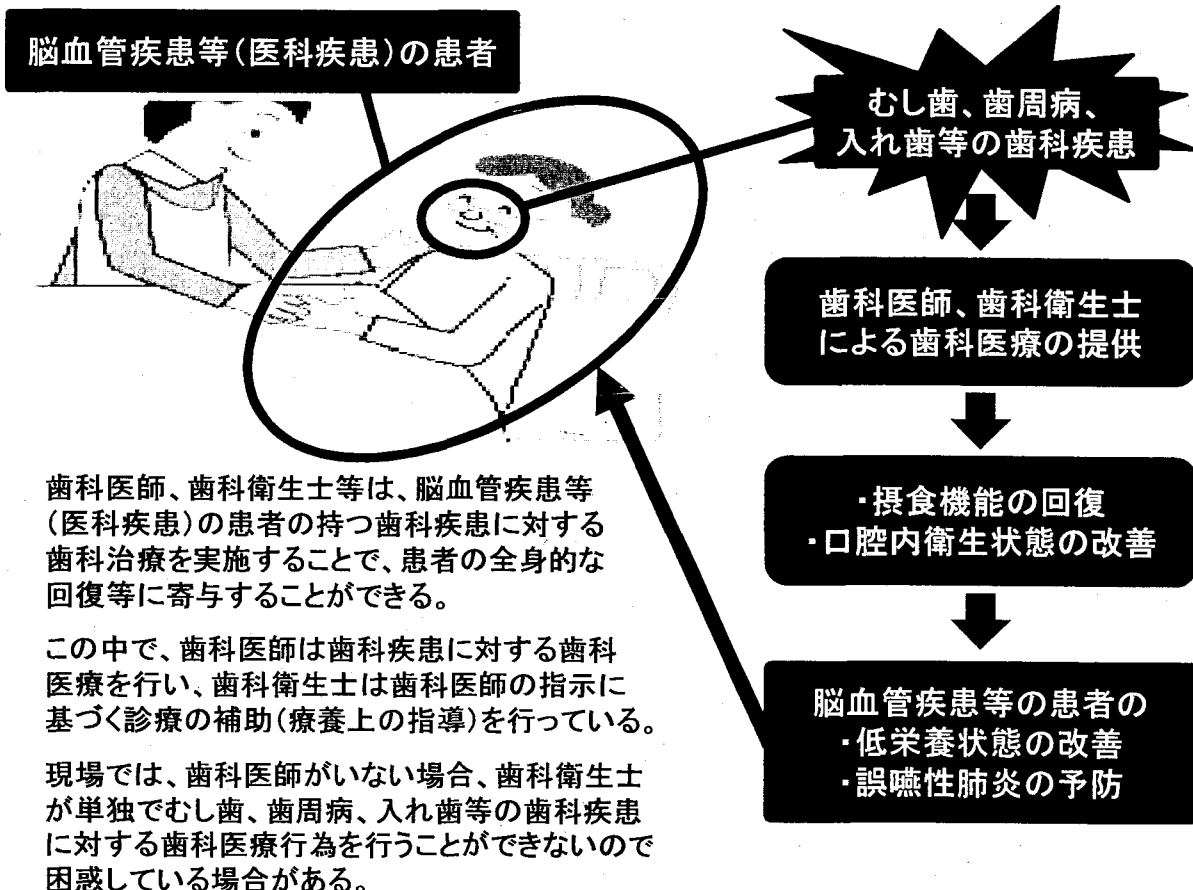 脳血管疾患等(医科疾患)の患者
むし歯、歯周病、
入れ歯等の歯科疾患
歯科医師、歯科衛生士
による歯科医療の提供
・摂食機能の回復
・口腔内衛生状態の改善
脳血管疾患等の患者の
・低栄養状態の改善
・誤嚥性肺炎の予防
歯科医師、歯科衛生士等は、脳血管疾患等
(医科疾患)の患者の持つ歯科疾患に対する
歯科治療を実施することで、患者の全身的な
回復等に寄与することができる。
この中で、歯科医師は歯科疾患に対する歯科
医療を行い、歯科衛生士は歯科医師の指示に
基づく診療の補助(療養上の指導)を行っている。
現場では、歯科医師がいない場合、歯科衛生士
が単独でむし歯、歯周病、入れ歯等の歯科疾患
に対する歯科医療行為を行うことができないので
困惑している場合がある。